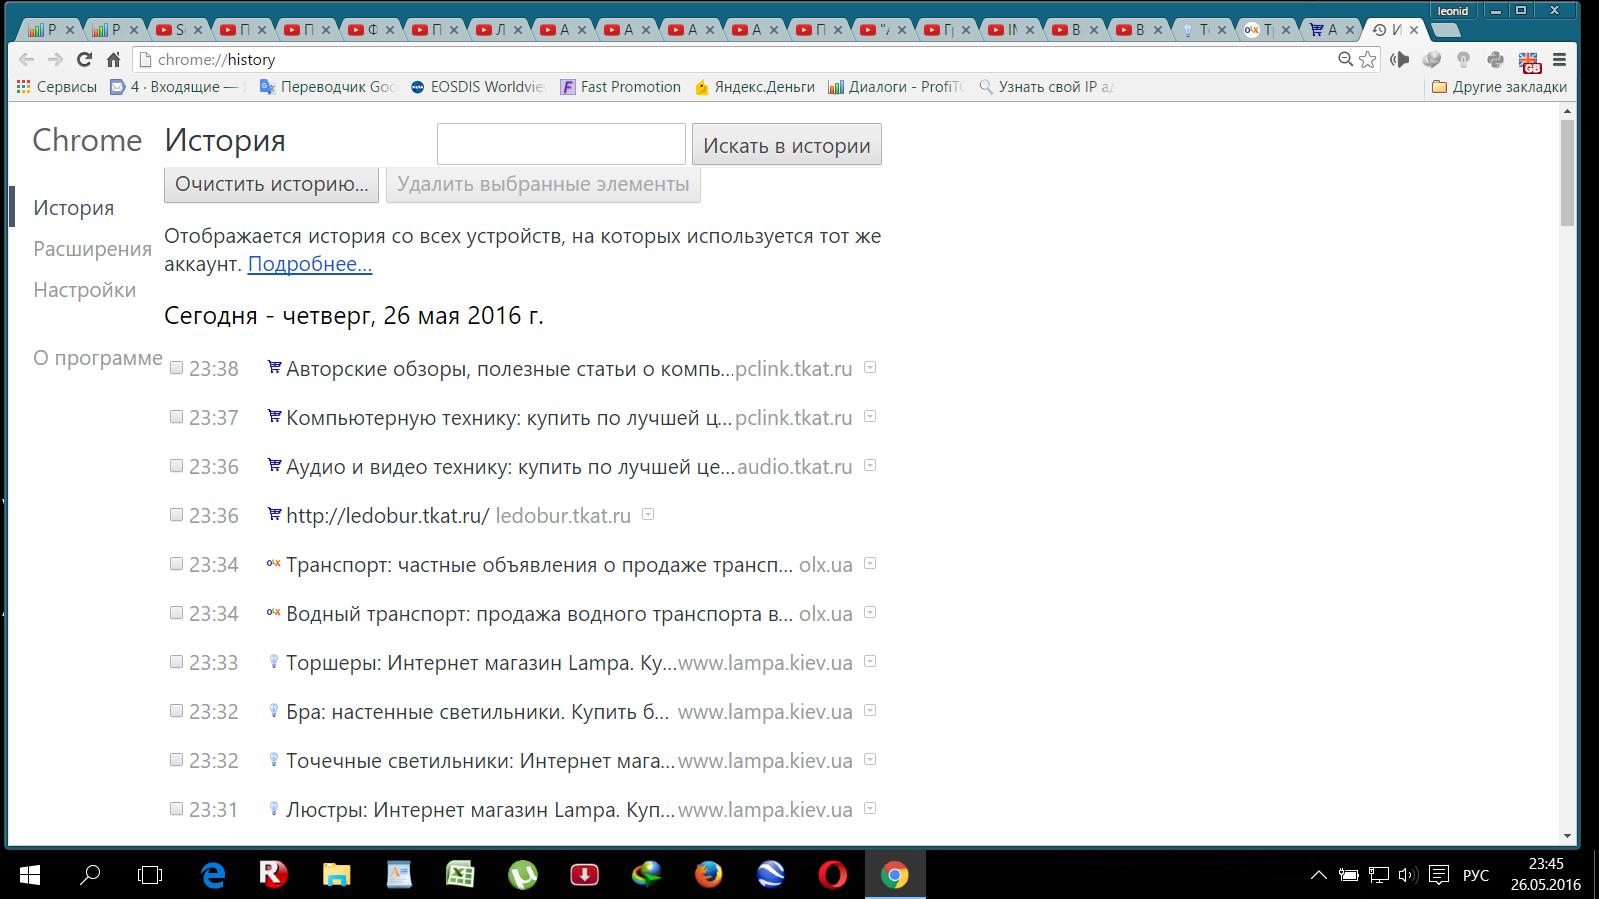 leonid
chrome://history
GB
Сервисы
4 · Входящие —
Переводчик Goo
EOSDIS Worldvi
Fast Promotion
Яндекс.Деньги
Диалоги - ProfiT
Узнать свой IP а
Другие закладки
Chrome
История
Искать в истории
Очистить историю...
Удалить выбранные элементы
История
Расширения
Настройки
О программе
Отображается история со всех устройств, на которых используется тот же
аккаунт. Подробнее...
Сегодня - четверг, 26 мая 2016 г.
23:38 Авторские обзоры, полезные статьи о компь... pclink.tkat.ru
23:37 Компьютерную технику: купить по лучшей ц... pclink.tkat.ru
23:36 Аудио и видео технику: купить по лучшей це... audio.tkat.ru
23:36 http://ledobur.tkat.ru/ ledobur.tkat.ru
23:34 OLX Транспорт: частные объявления о продаже трансп... olx.ua
23:34 OLX Водный транспорт: продажа водного транспорта в... olx.ua
23:33 Торшеры: Интернет магазин Lampa. Ку... www.lampa.kiev.ua
23:32 Бра: настенные светильники. Купить б... www.lampa.kiev.ua
23:32 Точечные светильники: Интернет мага... www.lampa.kiev.ua
23:31 Люстры: Интернет магазин Lampa. Куп... www.lampa.kiev.ua
РУС
23:45
26.05.2016